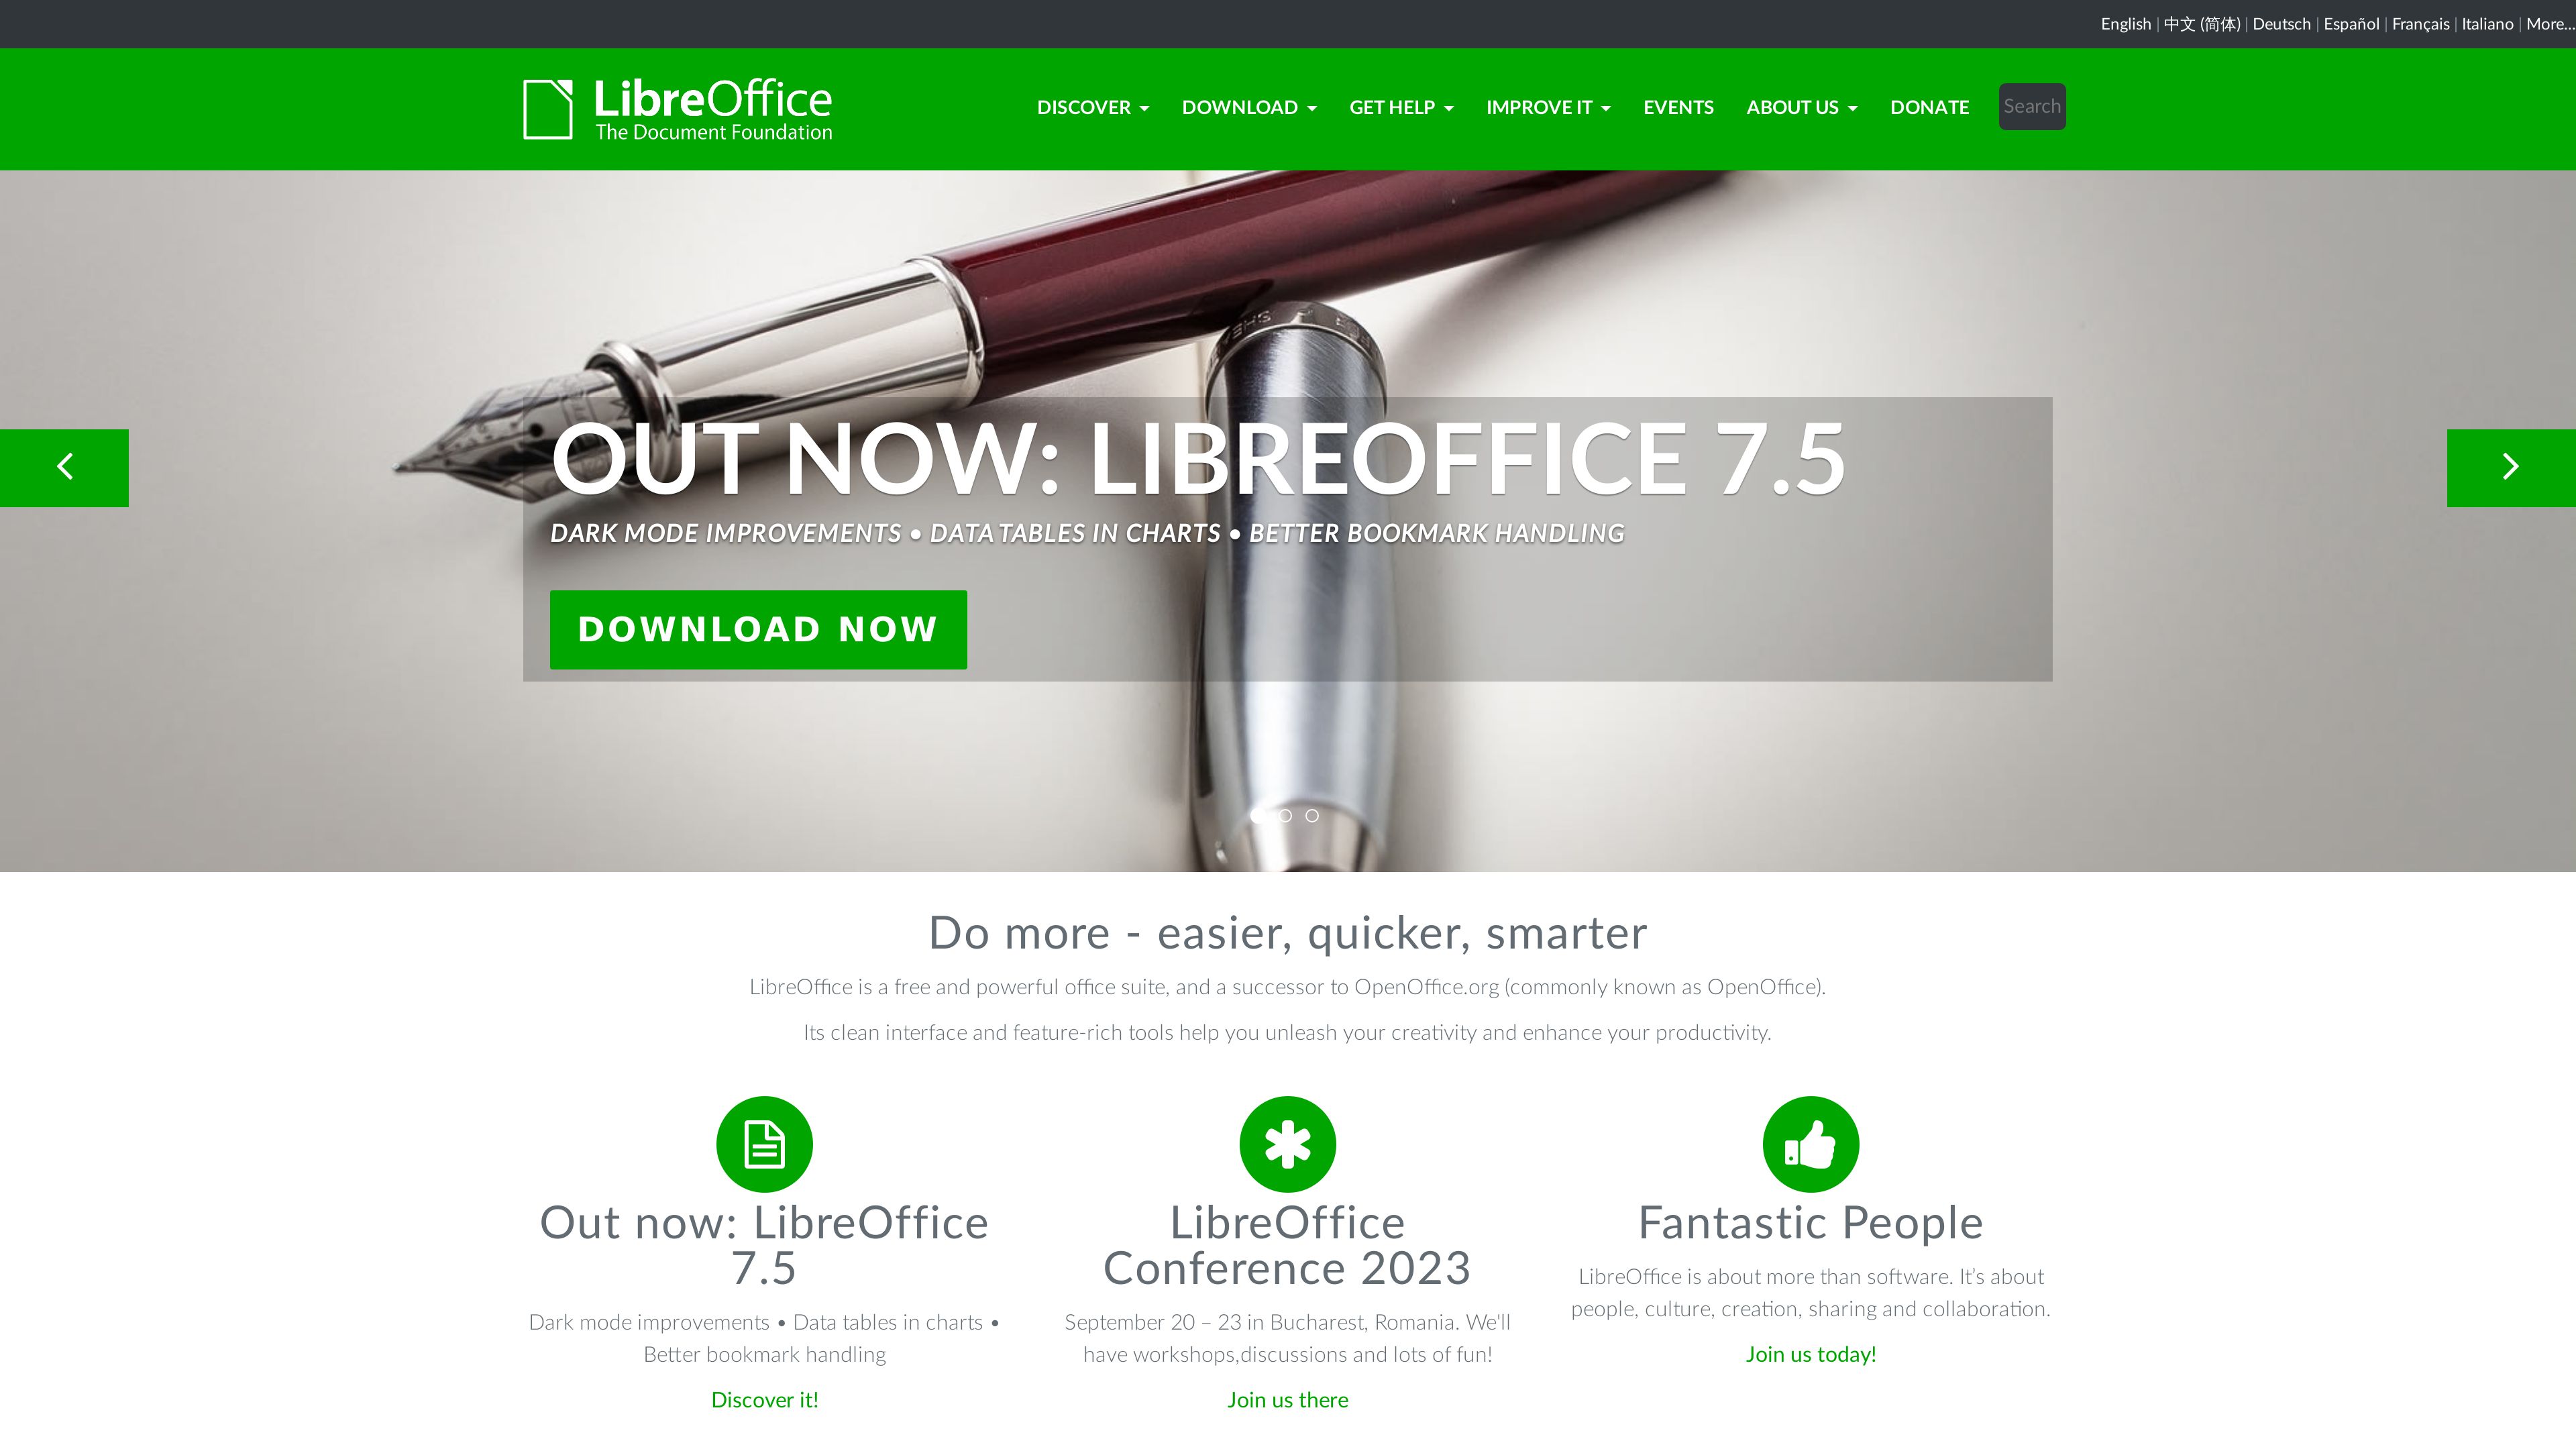 English | 中文 (简体) | Deutsch | Español | Français | Italiano | More...
LibreOffice
The Document Foundation
DISCOVER DOWNLOAD GET HELP IMPROVE IT EVENTS ABOUT US DONATE Search
OUT NOW: LIBREOFFICE 7.5
DARK MODE IMPROVEMENTS • DATA TABLES IN CHARTS • BETTER BOOKMARK HANDLING
DOWNLOAD NOW
Do more - easier, quicker, smarter
LibreOffice is a free and powerful office suite, and a successor to OpenOffice.org (commonly known as OpenOffice).
Its clean interface and feature-rich tools help you unleash your creativity and enhance your productivity.
Out now: LibreOffice
7.5
Dark mode improvements • Data tables in charts •
Better bookmark handling
Discover it!
LibreOffice
Conference 2023
September 20 – 23 in Bucharest, Romania. We'll
have workshops,discussions and lots of fun!
Join us there
Fantastic People
LibreOffice is about more than software. It’s about
people, culture, creation, sharing and collaboration.
Join us today!